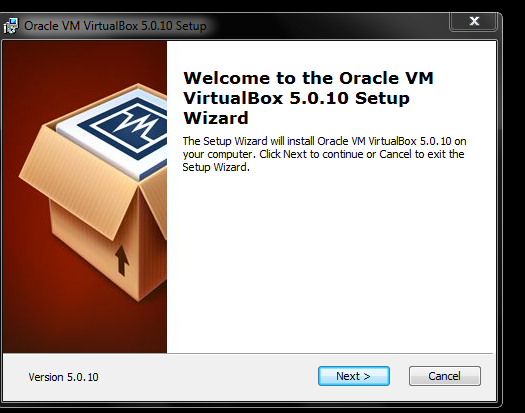 Oracle VM VirtualBox 5.0.10 Setup
Welcome to the Oracle VM
VirtualBox 5.0.10 Setup
Wizard
The Setup Wizard will install Oracle VM VirtualBox 5.0.10 on
your computer. Click Next to continue or Cancel to exit the
Setup Wizard.
Version 5.0.10
Next >
Cancel